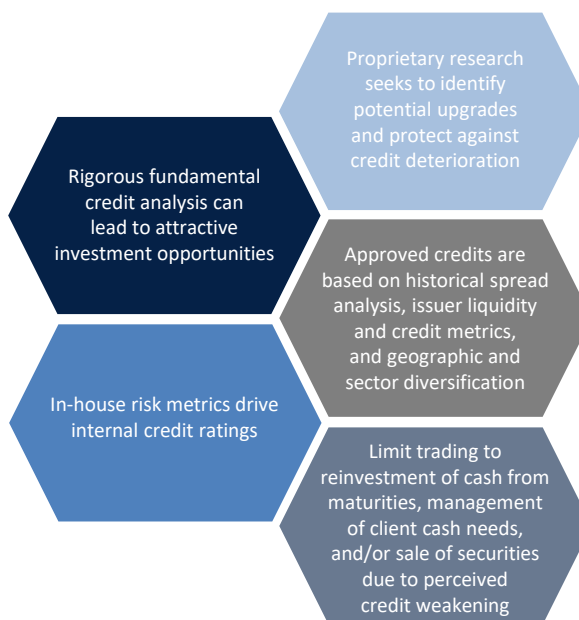 Proprietary research
seeks to identify
potential upgrades
and protect against
credit deterioration
Rigorous fundamental
credit analysis can
lead to attractive
investment opportunities
Approved credits are
based on historical spread
analysis, issuer liquidity
and credit metrics,
and geographic and
sector diversification
In-house risk metrics drive
internal credit ratings
Limit trading to
reinvestment of cash from
maturities, management
of client cash needs,
and/or sale of securities
due to perceived
credit weakening